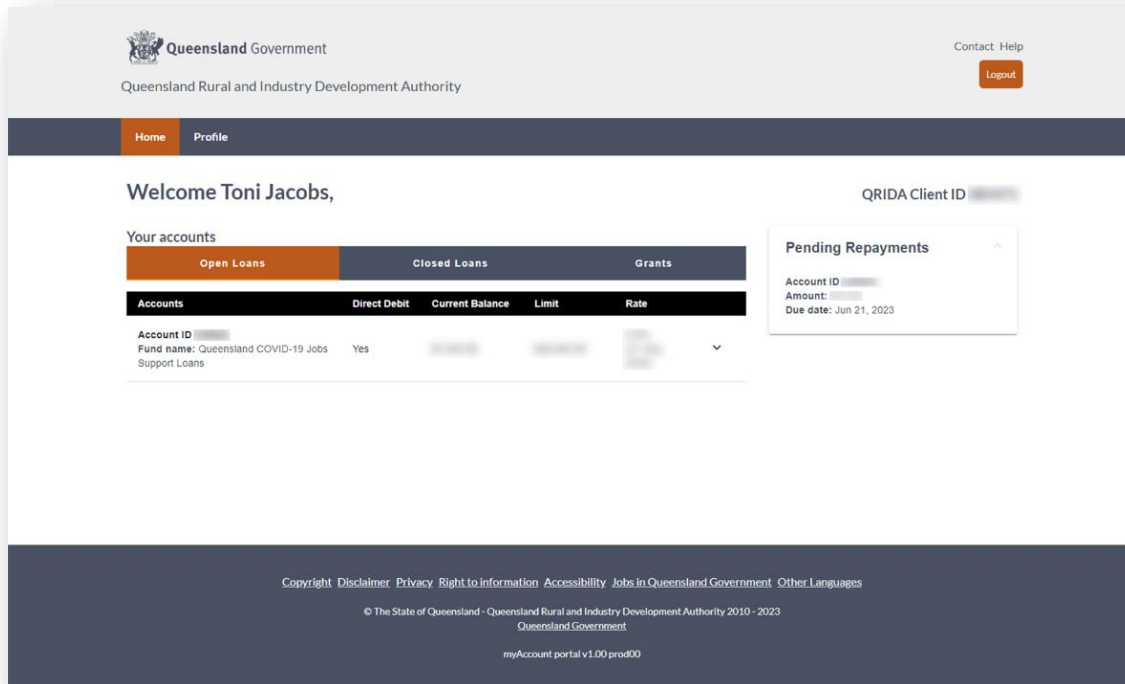 Queensland Government
Contact Help
Logout
Queensland Rural and Industry Development Authority
Home Profile
Welcome Toni Jacobs,
QRIDA Client ID
Your accounts
Open Loans Closed Loans Grants
Accounts Direct Debit Current Balance Limit Rate
Account ID
Fund name: Queensland COVID-19 Jobs
Support Loans
Yes
Pending Repayments
Account ID
Amount:
Due date: Jun 21, 2023
Copyright Disclaimer Privacy Right to information Accessibility Jobs in Queensland Government Other Languages
© The State of Queensland - Queensland Rural and Industry Development Authority 2010 - 2023
Queensland Government
myAccount portal v1.00 prod00